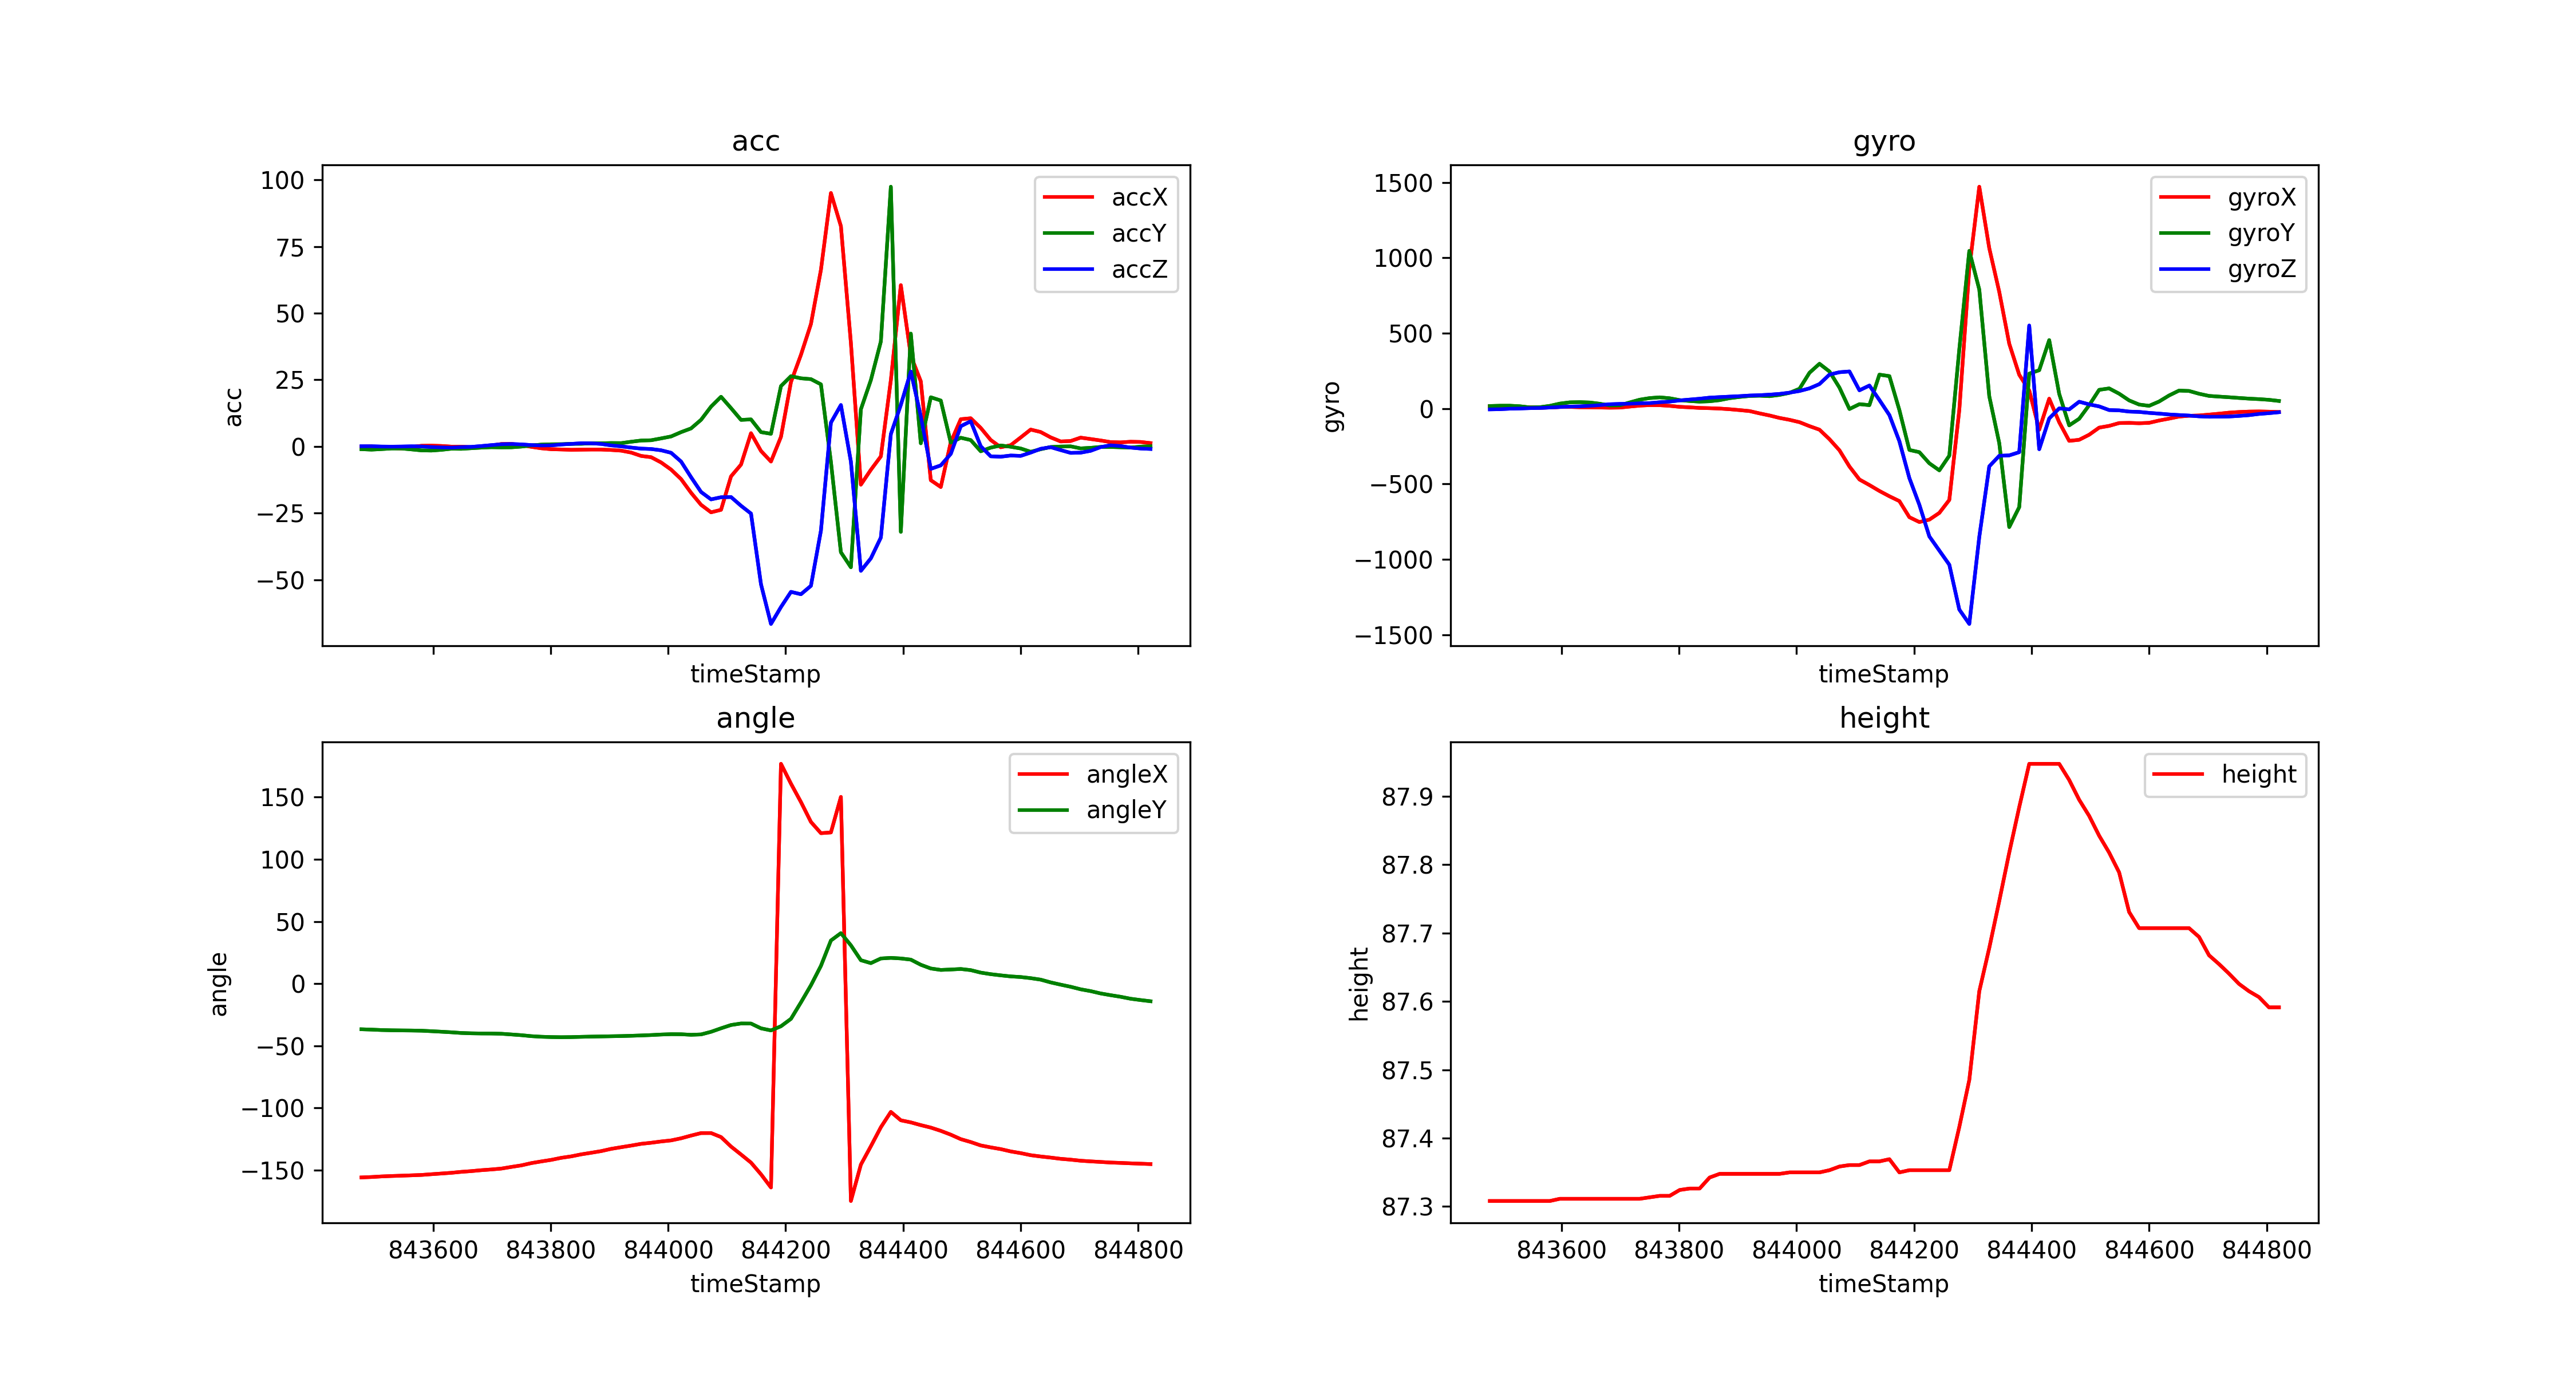 acc
100
75
50
25
0
−25
−50
acc
accX
accY
accZ
timeStamp
gyro
1500
1000
500
0
−500
−1000
−1500
gyro
gyroX
gyroY
gyroZ
timeStamp
angle
150
100
50
0
−50
−100
−150
angle
angleX
angleY
843600 843800 844000 844200 844400 844600 844800
timeStamp
height
87.9
87.8
87.7
87.6
87.5
87.4
87.3
height
height
843600 843800 844000 844200 844400 844600 844800
timeStamp